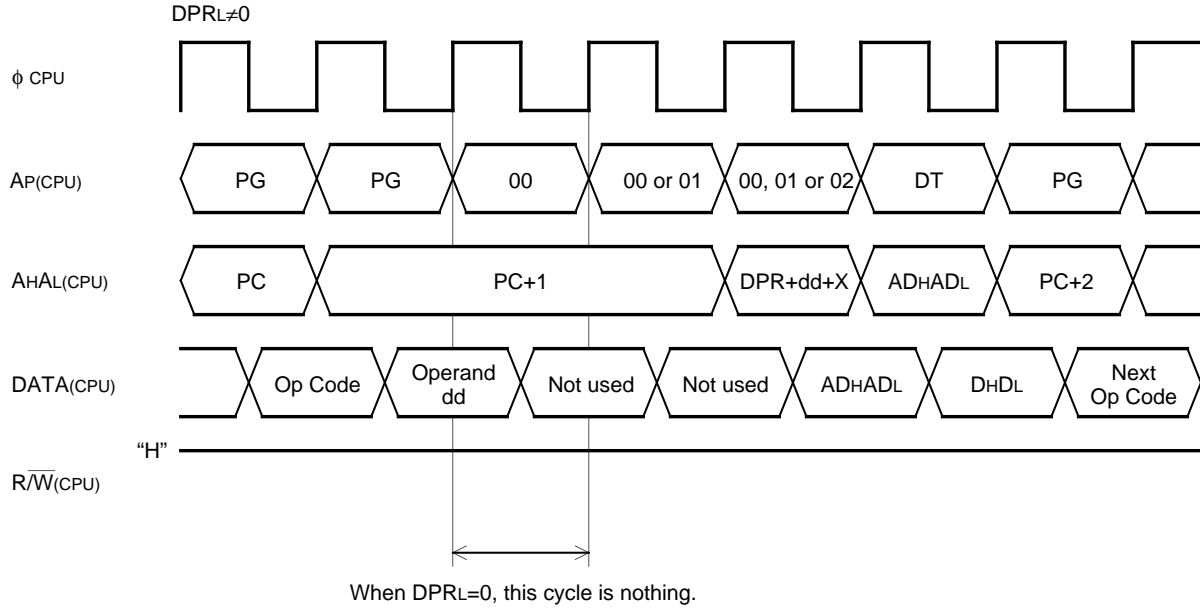 DPRL≠0
ϕ CPU
AP(CPU) PG PG 00 00 or 01 00, 01 or 02 DT PG
AHAL(CPU) PC PC+1 DPR+dd+X ADHADL PC+2
DATA(CPU) Op Code Operand dd Not used Not used ADHADL DHDL Next Op Code
“H”
R/W(CPU)
When DPRL=0, this cycle is nothing.